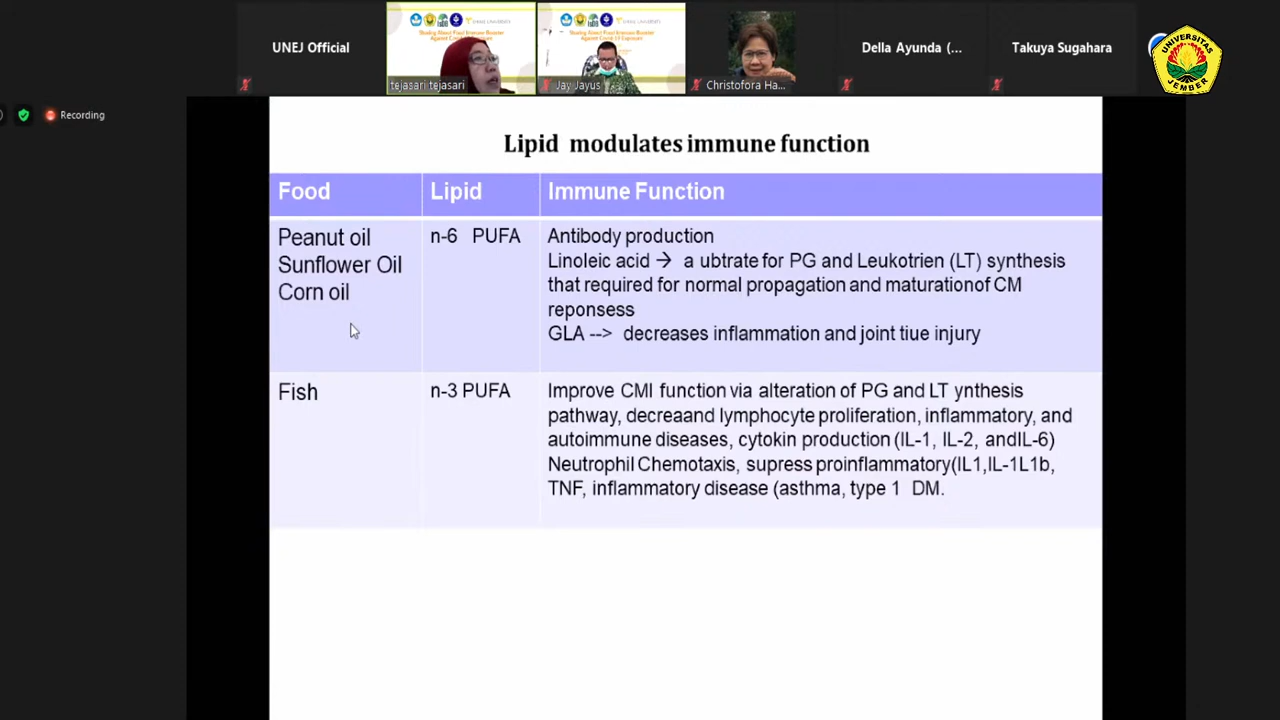 UNEJ Official
tejasari tejasari
Jay Jayus
Christofora Ha...
Della Ayunda (...
Takuya Sugahara
UNIVERSITAS
JEMBER
Recording
Lipid modulates immune function
Food Lipid Immune Function
Peanut oil
Sunflower Oil
Corn oil
n-6 PUFA
Antibody production
Linoleic acid → a ubtrate for PG and Leukotrien (LT) synthesis
that required for normal propagation and maturationof CM
reponsess
GLA --> decreases inflammation and joint tiue injury
Fish
n-3 PUFA
Improve CMI function via alteration of PG and LT ynthesis
pathway, decreaand lymphocyte proliferation, inflammatory, and
autoimmune diseases, cytokin production (IL-1, IL-2, andIL-6)
Neutrophil Chemotaxis, supress proinflammatory(IL1,IL-1L1b,
TNF, inflammatory disease (asthma, type 1 DM.